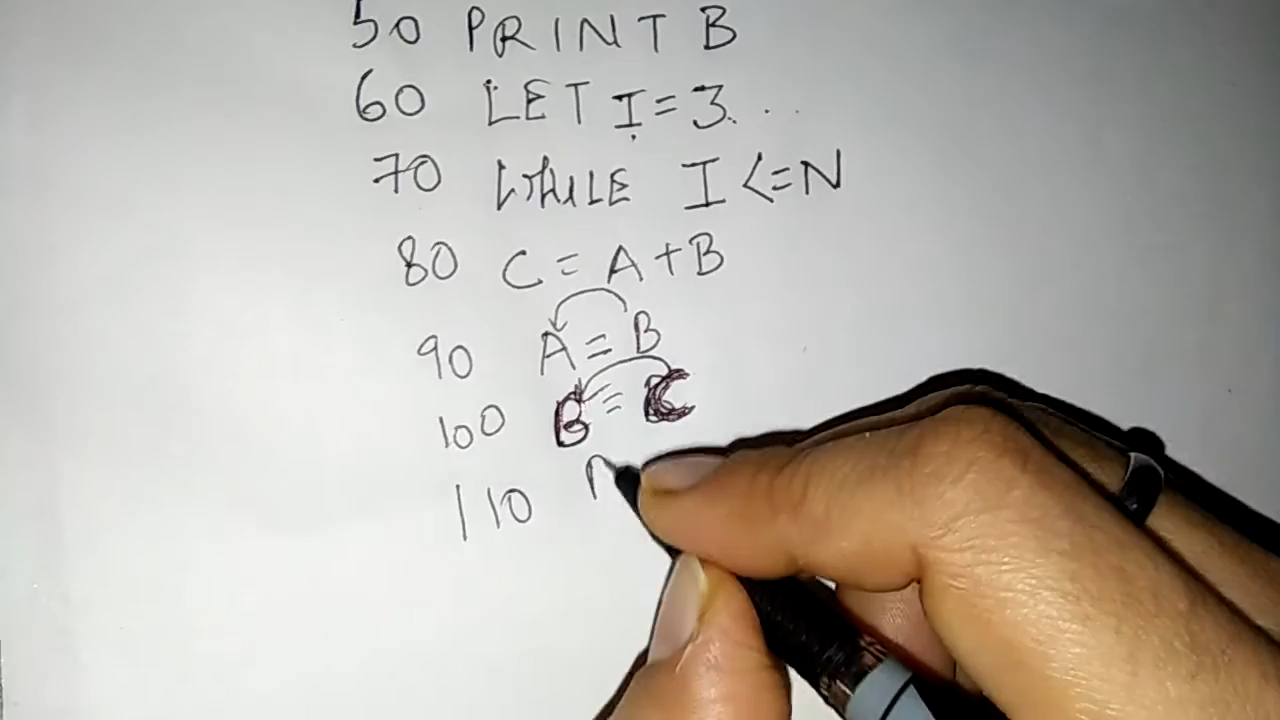 50 PRINT B
60 LET I=3...
70 WHILE I <=N
80 C = A+B
90 A = B
100 B = C
110